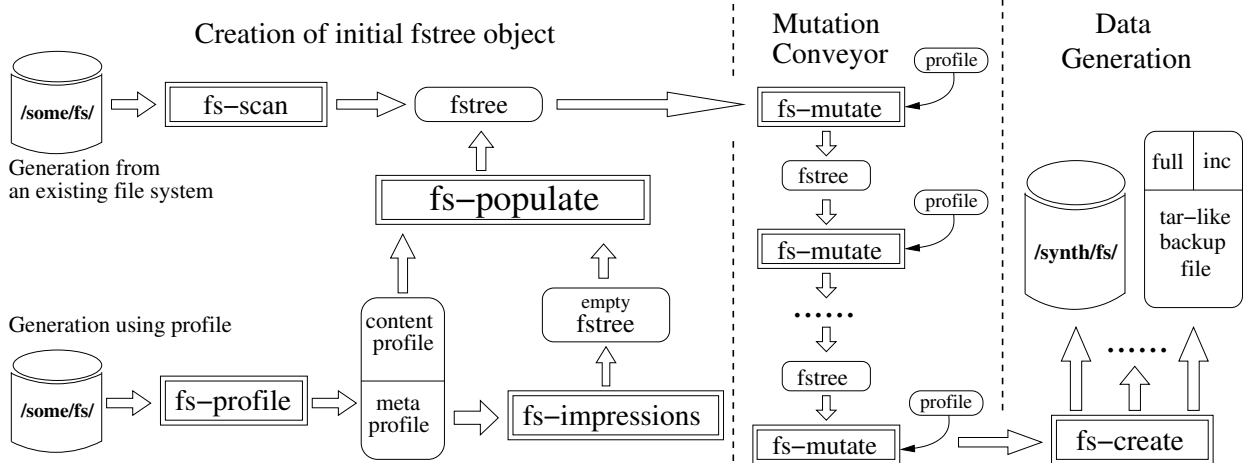 Creation of initial fstree object
/some/fs/
fs−scan
fstree
Generation from
an existing file system
fs−populate
Generation using profile
/some/fs/
fs−profile
content
profile
meta
profile
empty
fstree
fs−impressions
Mutation
Conveyor
profile
fs−mutate
fstree
profile
fs−mutate
......
fstree
profile
fs−mutate
Data
Generation
/synth/fs/
full
inc
tar−like
backup
file
......
fs−create